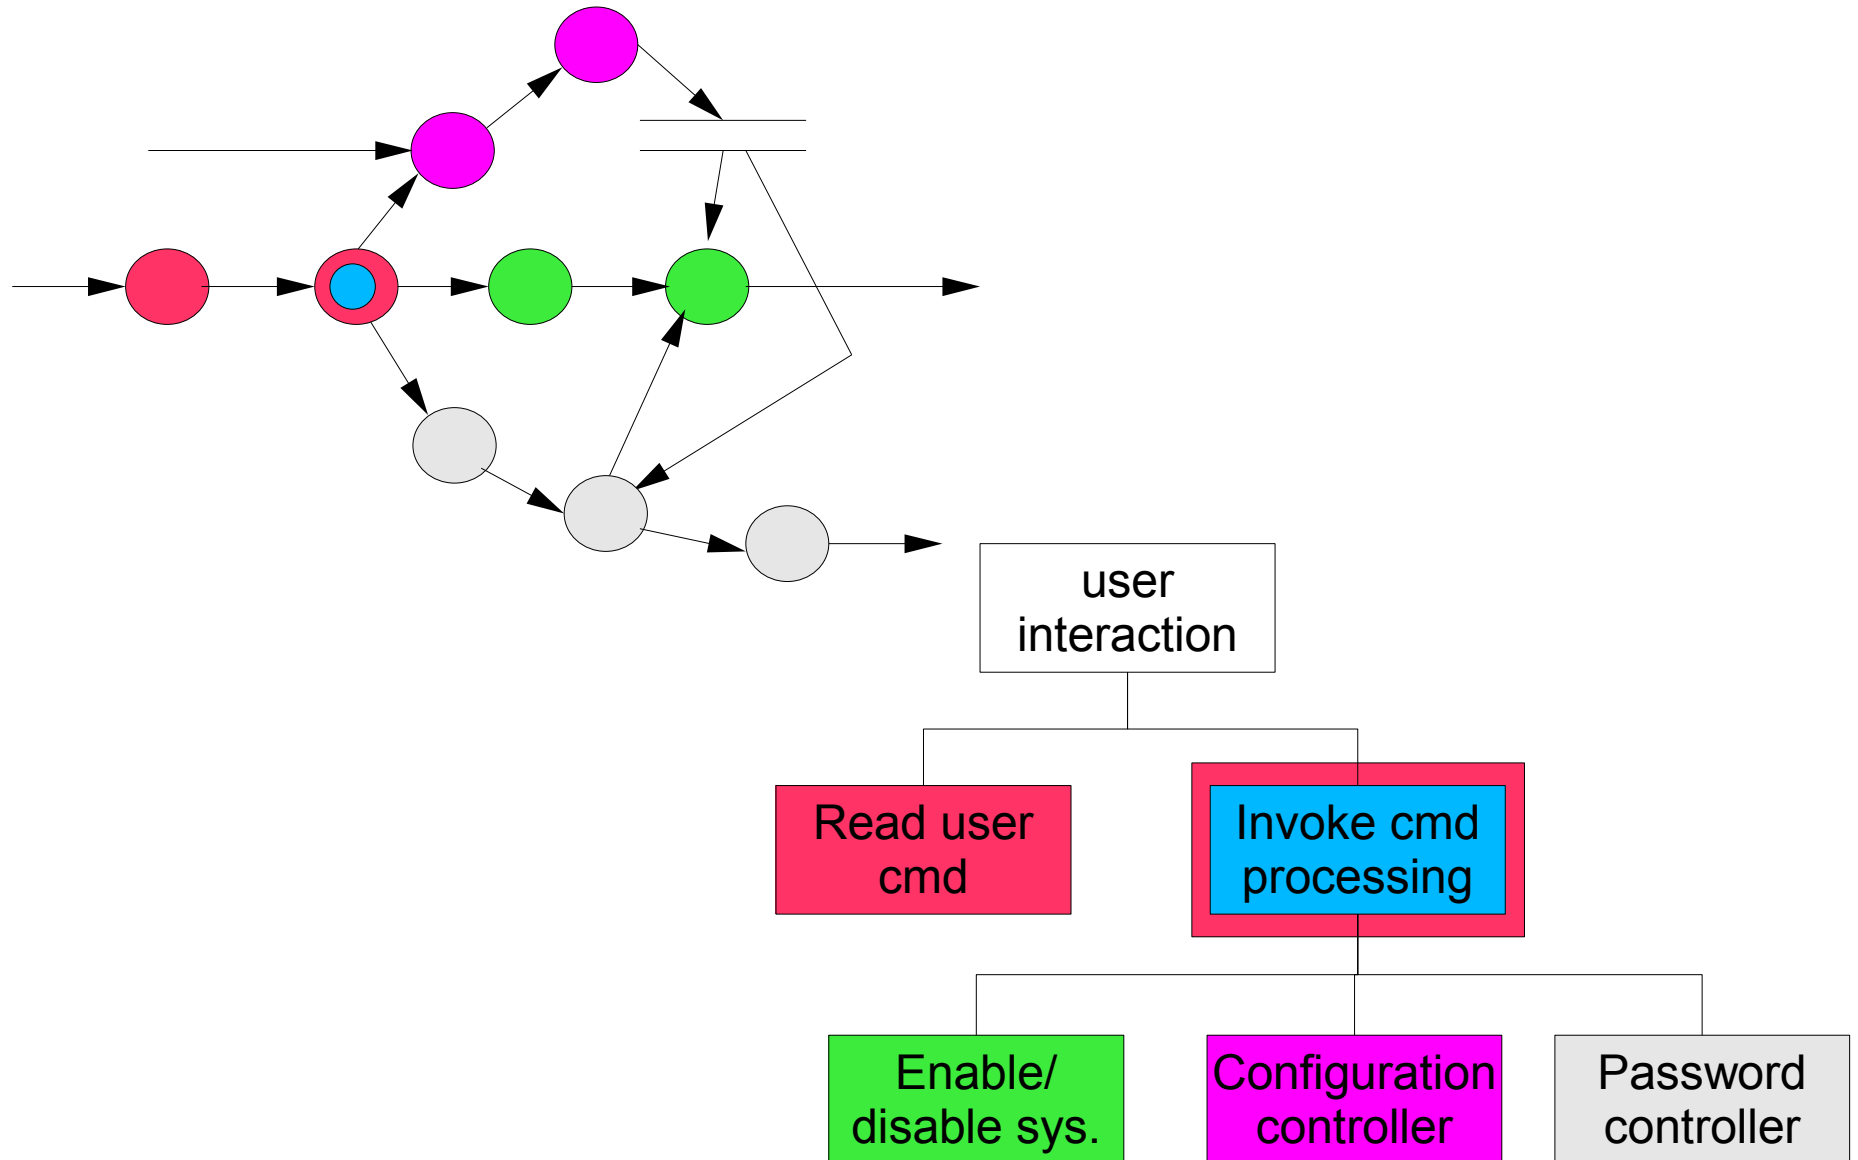 user
interaction
Read user
cmd
Invoke cmd
processing
Enable/
disable sys.
Configuration
controller
Password
controller